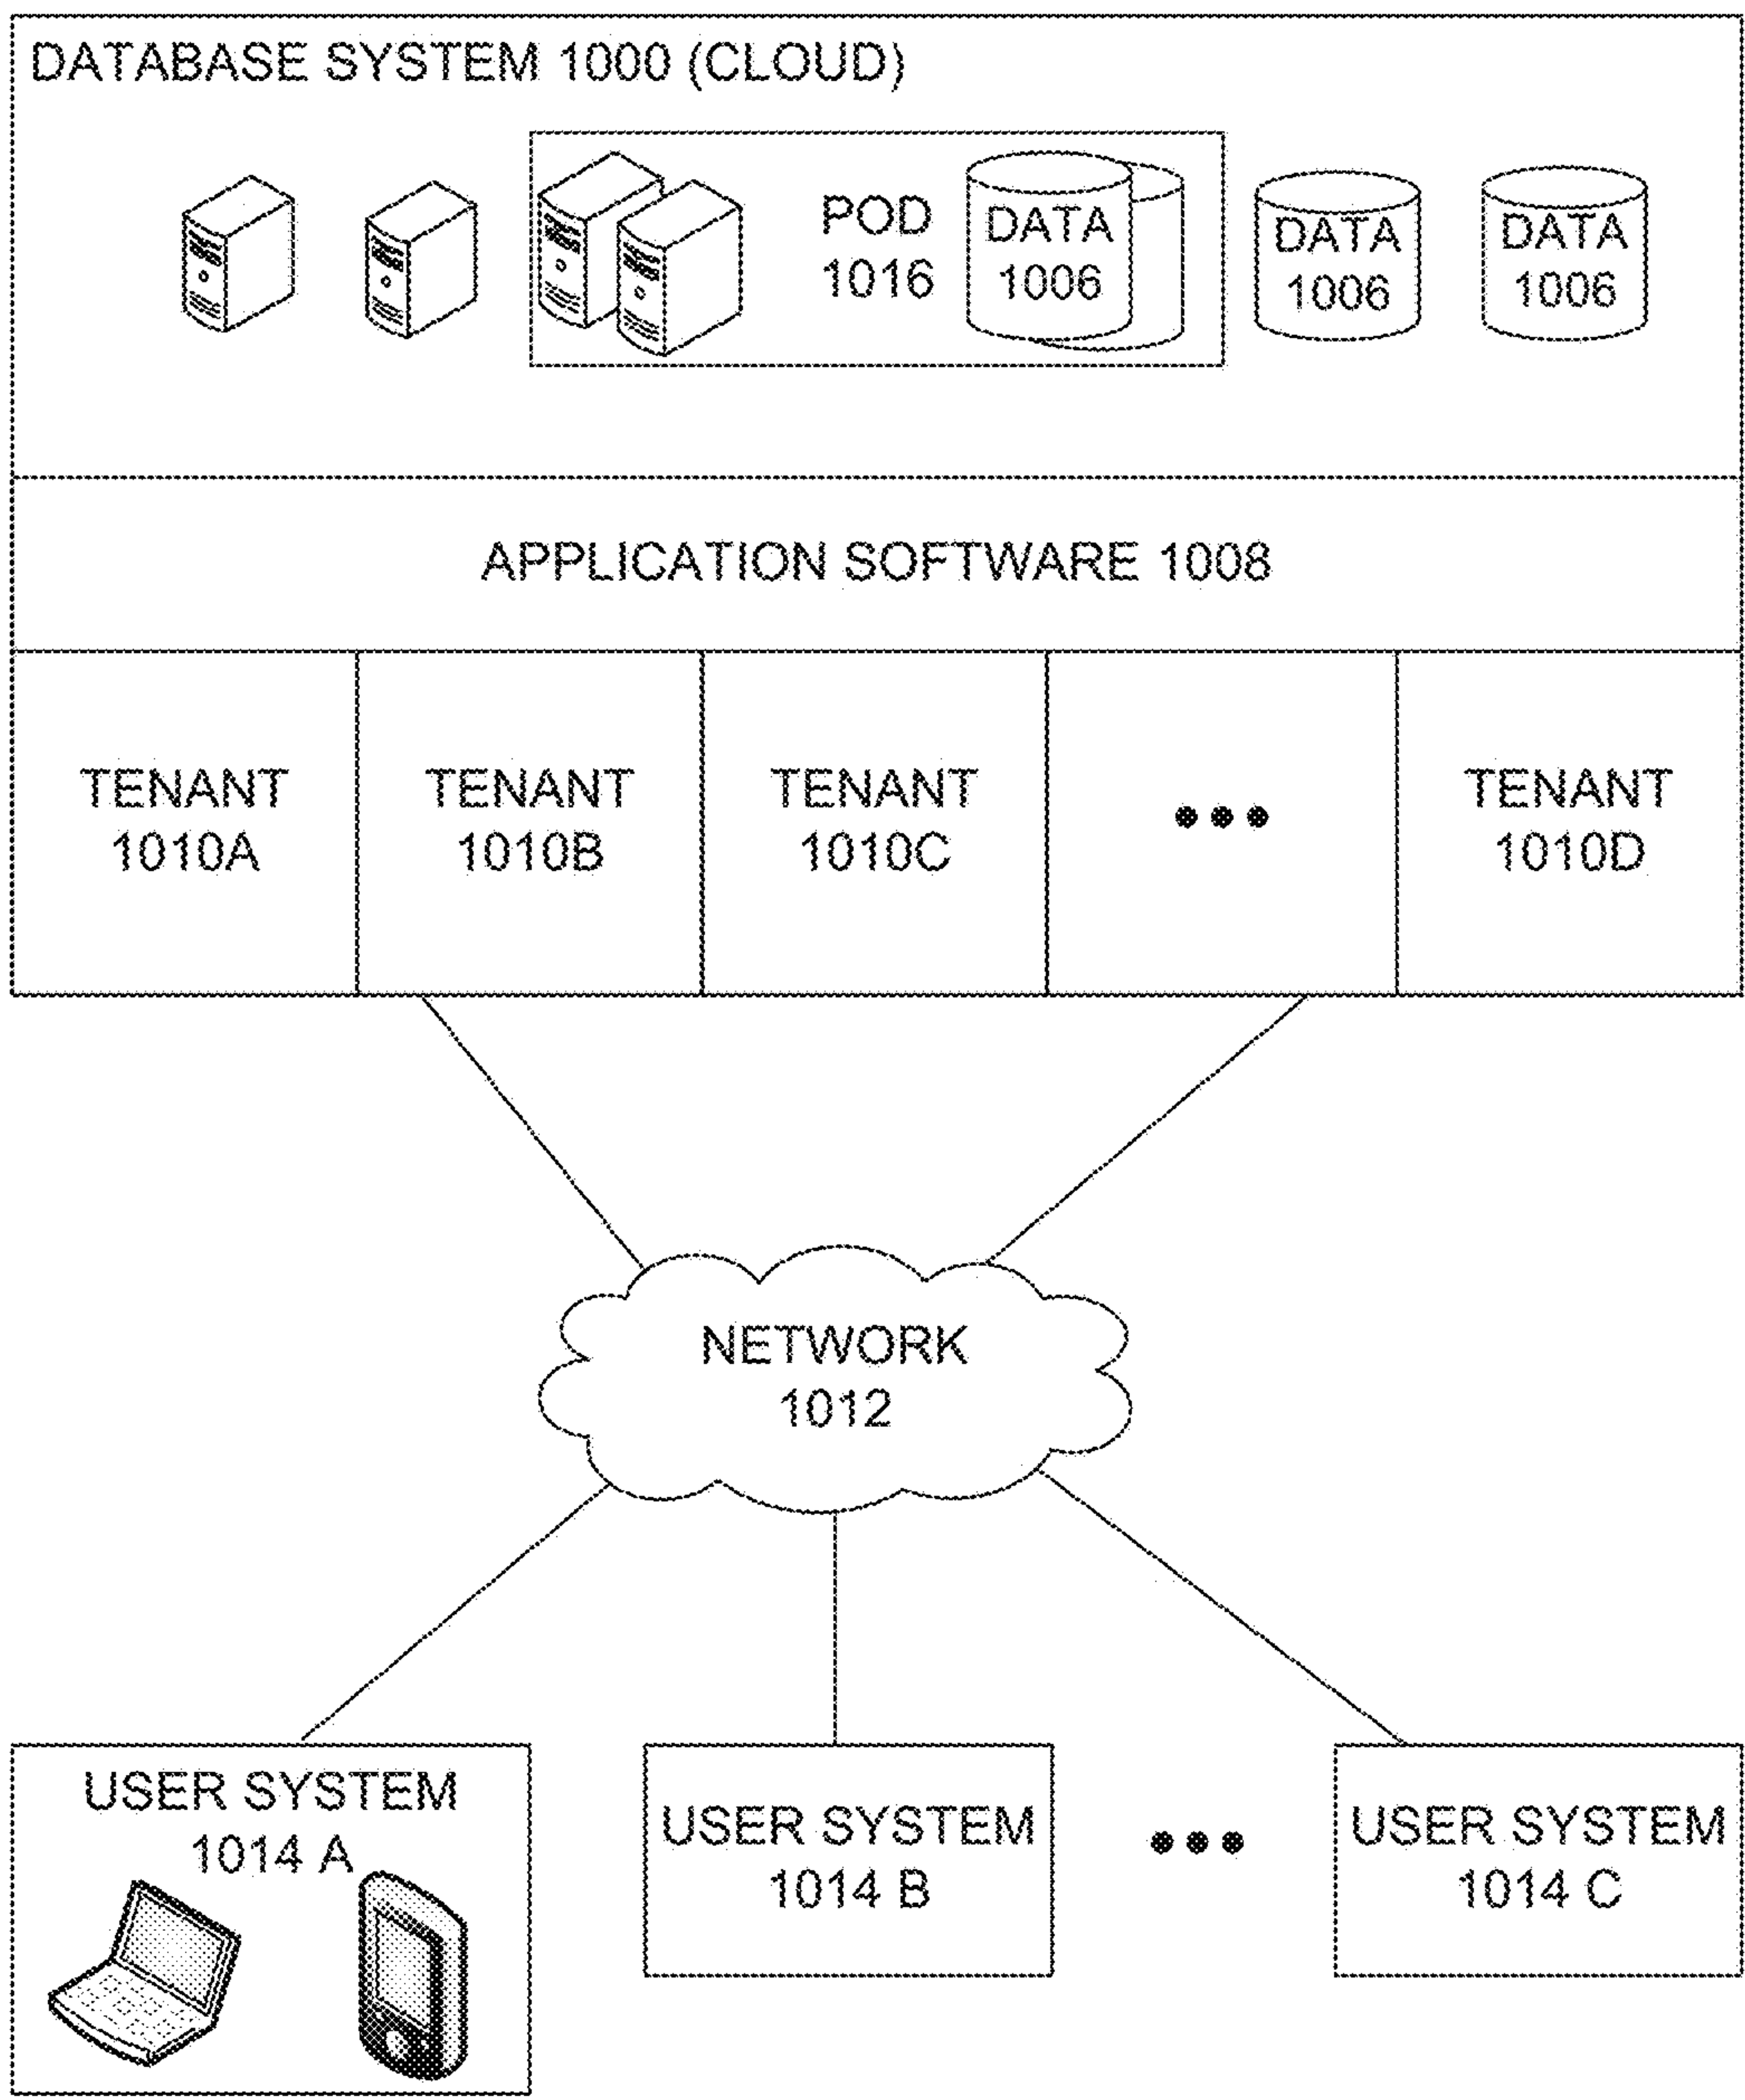 DATABASE SYSTEM 1000 (CLOUD)
POD
1016
DATA
1006
DATA
1006
DATA
1006
APPLICATION SOFTWARE 1008
TENANT
1010A
TENANT
1010B
TENANT
1010C
•••
TENANT
1010D
NETWORK
1012
USER SYSTEM
1014 A
USER SYSTEM
1014 B
•••
USER SYSTEM
1014 C